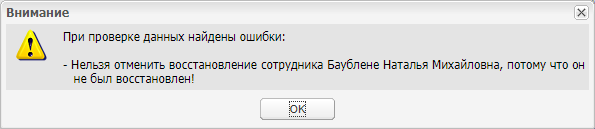 Внимание
При проверке данных найдены ошибки:
- Нельзя отменить восстановление сотрудника Баублене Наталья Михайловна, потому что он
не был восстановлен!
OK